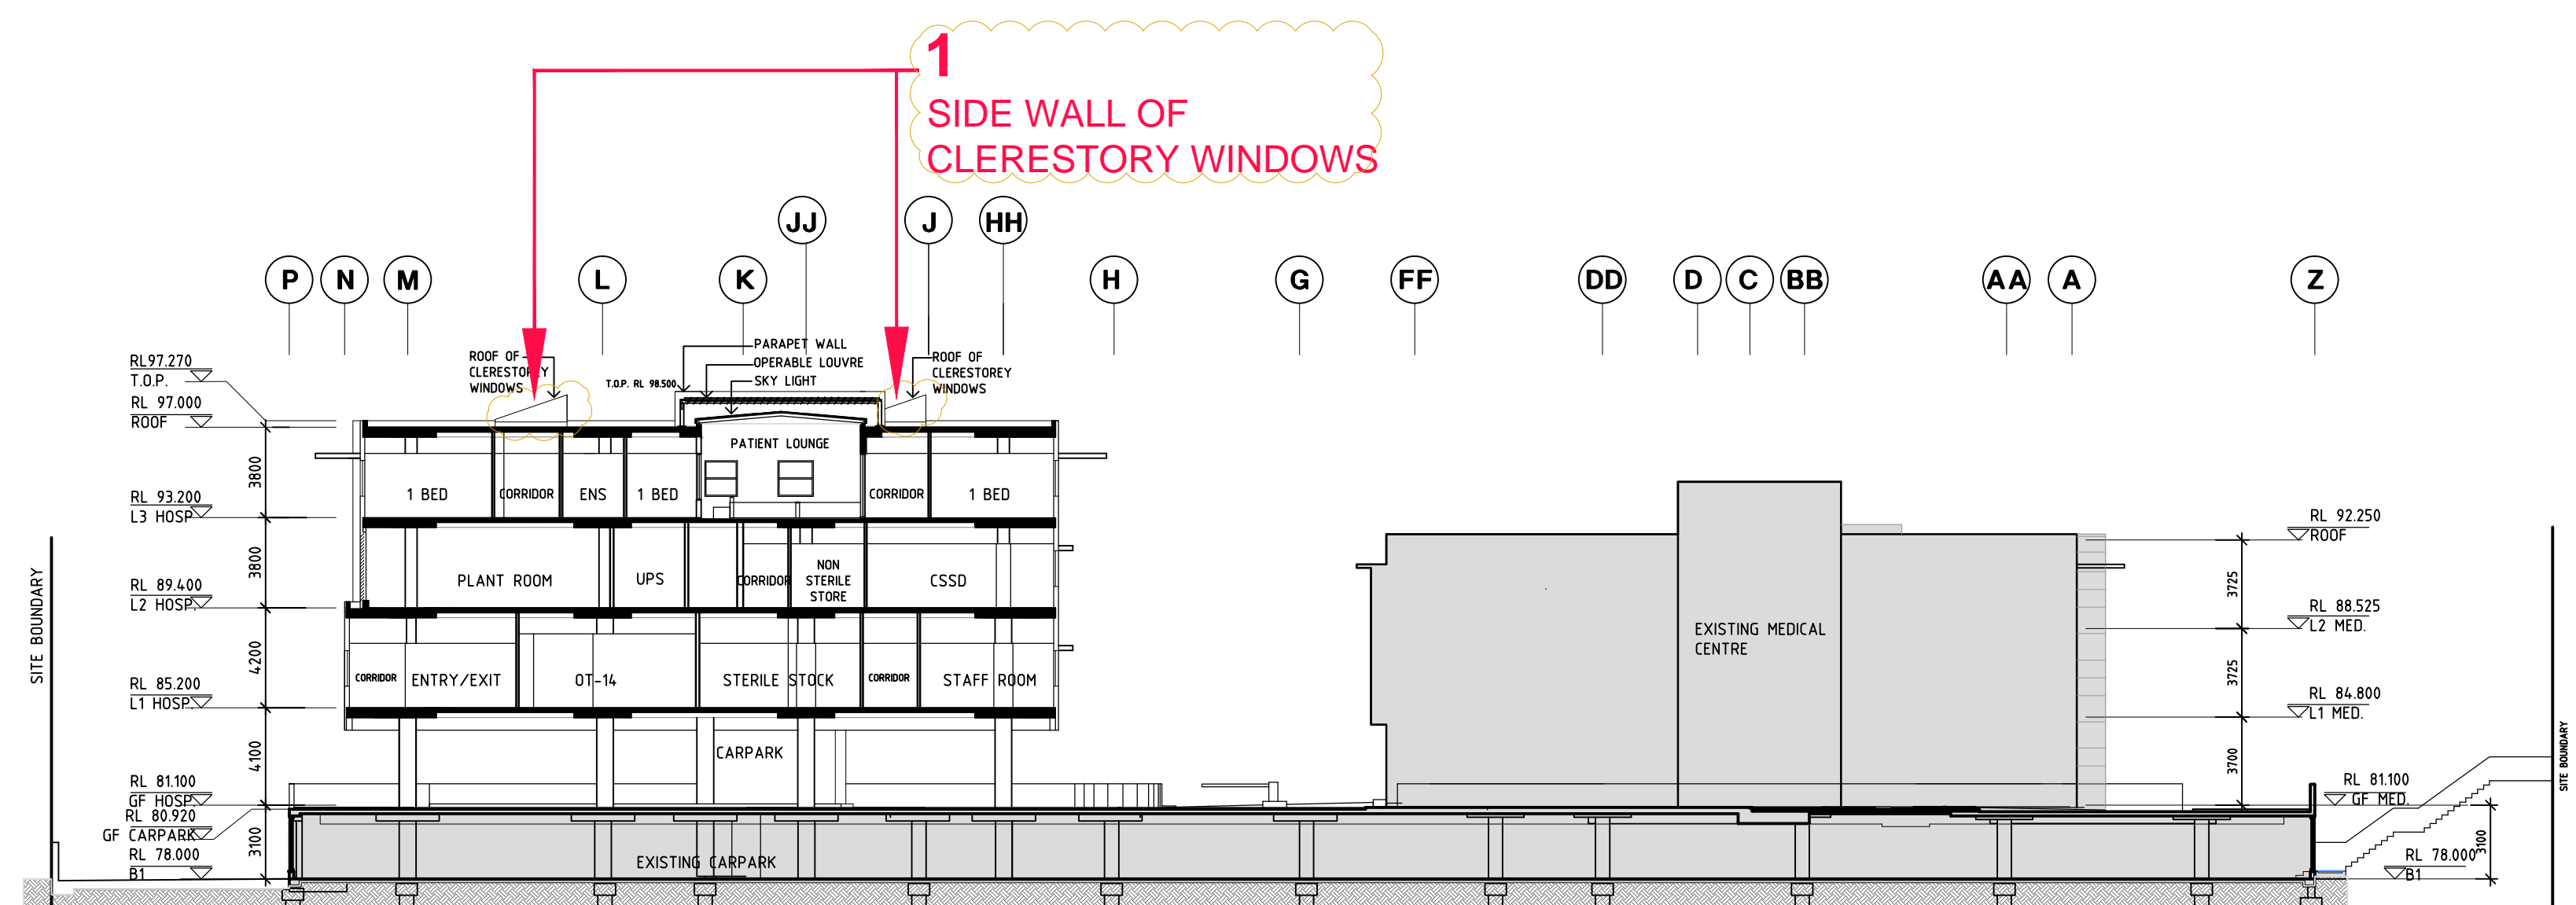 1
SIDE WALL OF
CLERESTORY WINDOWS
JJ J HH
P N M L K H G FF DD D C BB AA A Z
PARAPET WALL
OPERABLE LOUVRE
SKY LIGHT
ROOF OF
CLERESTOREY
WINDOWS
T.O.P. RL 98.500
ROOF OF
CLERESTOREY
WINDOWS
RL97.270
T.O.P.
RL 97.000
ROOF
3800
RL 93.200
L3 HOSP
3800
RL 89.400
L2 HOSP.
4200
RL 85.200
L1 HOSP.
4100
RL 81.100
GF HOSP.
RL 80.920
GF CARPARK
3100
RL 78.000
B1
SITE BOUNDARY
PATIENT LOUNGE
1 BED
CORRIDOR
ENS
1 BED
CORRIDOR
1 BED
PLANT ROOM
UPS
CORRIDOR
NON
STERILE
STORE
CSSD
CORRIDOR
ENTRY/EXIT
OT-14
STERILE STOCK
CORRIDOR
STAFF ROOM
CARPARK
EXISTING CARPARK
EXISTING MEDICAL
CENTRE
RL 92.250
ROOF
3725
RL 88.525
L2 MED.
3725
RL 84.800
L1 MED.
3700
RL 81.100
GF MED.
3100
RL 78.000
B1
SITE BOUNDARY